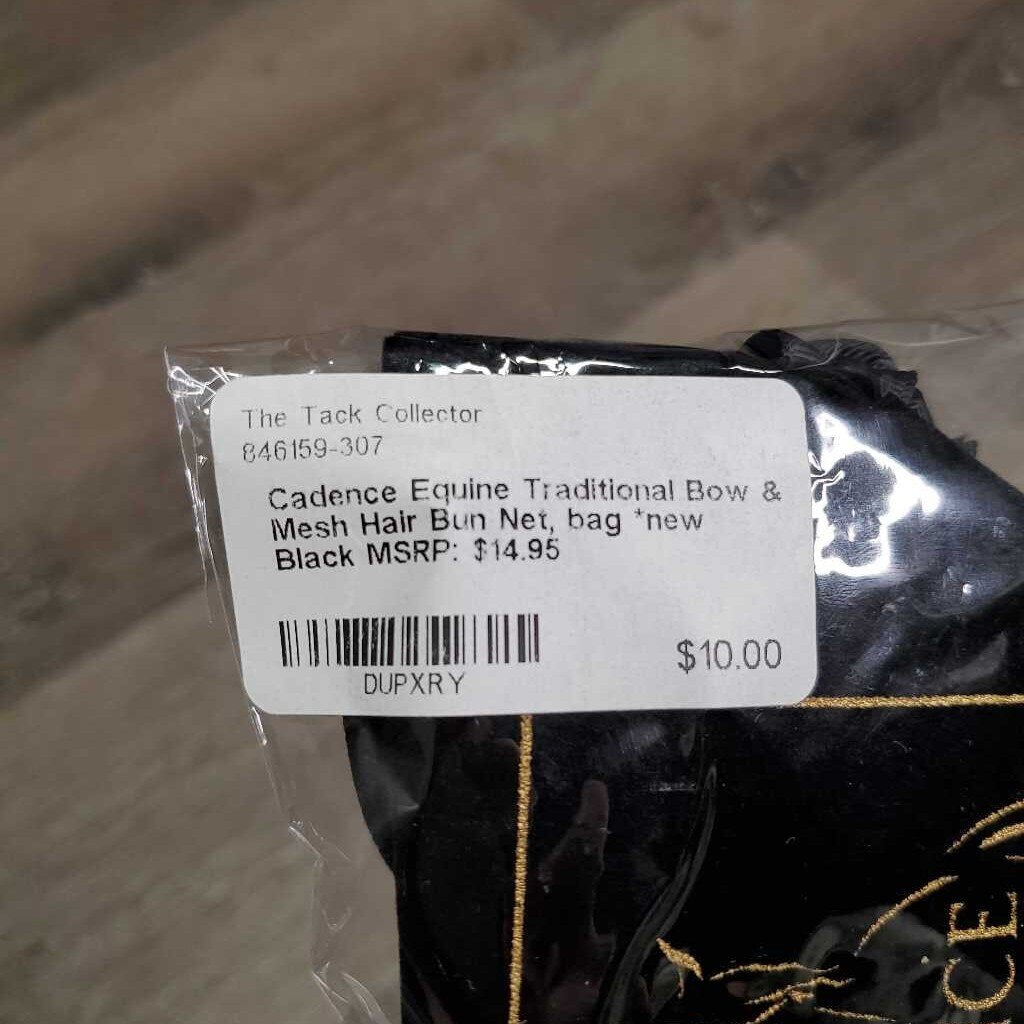 The Tack Collector
846159-307
Cadence Equine Traditional Bow &
Mesh Hair Bun Net, bag *new
Black MSRP: $14.95
DUPXRY
$10.00
CE